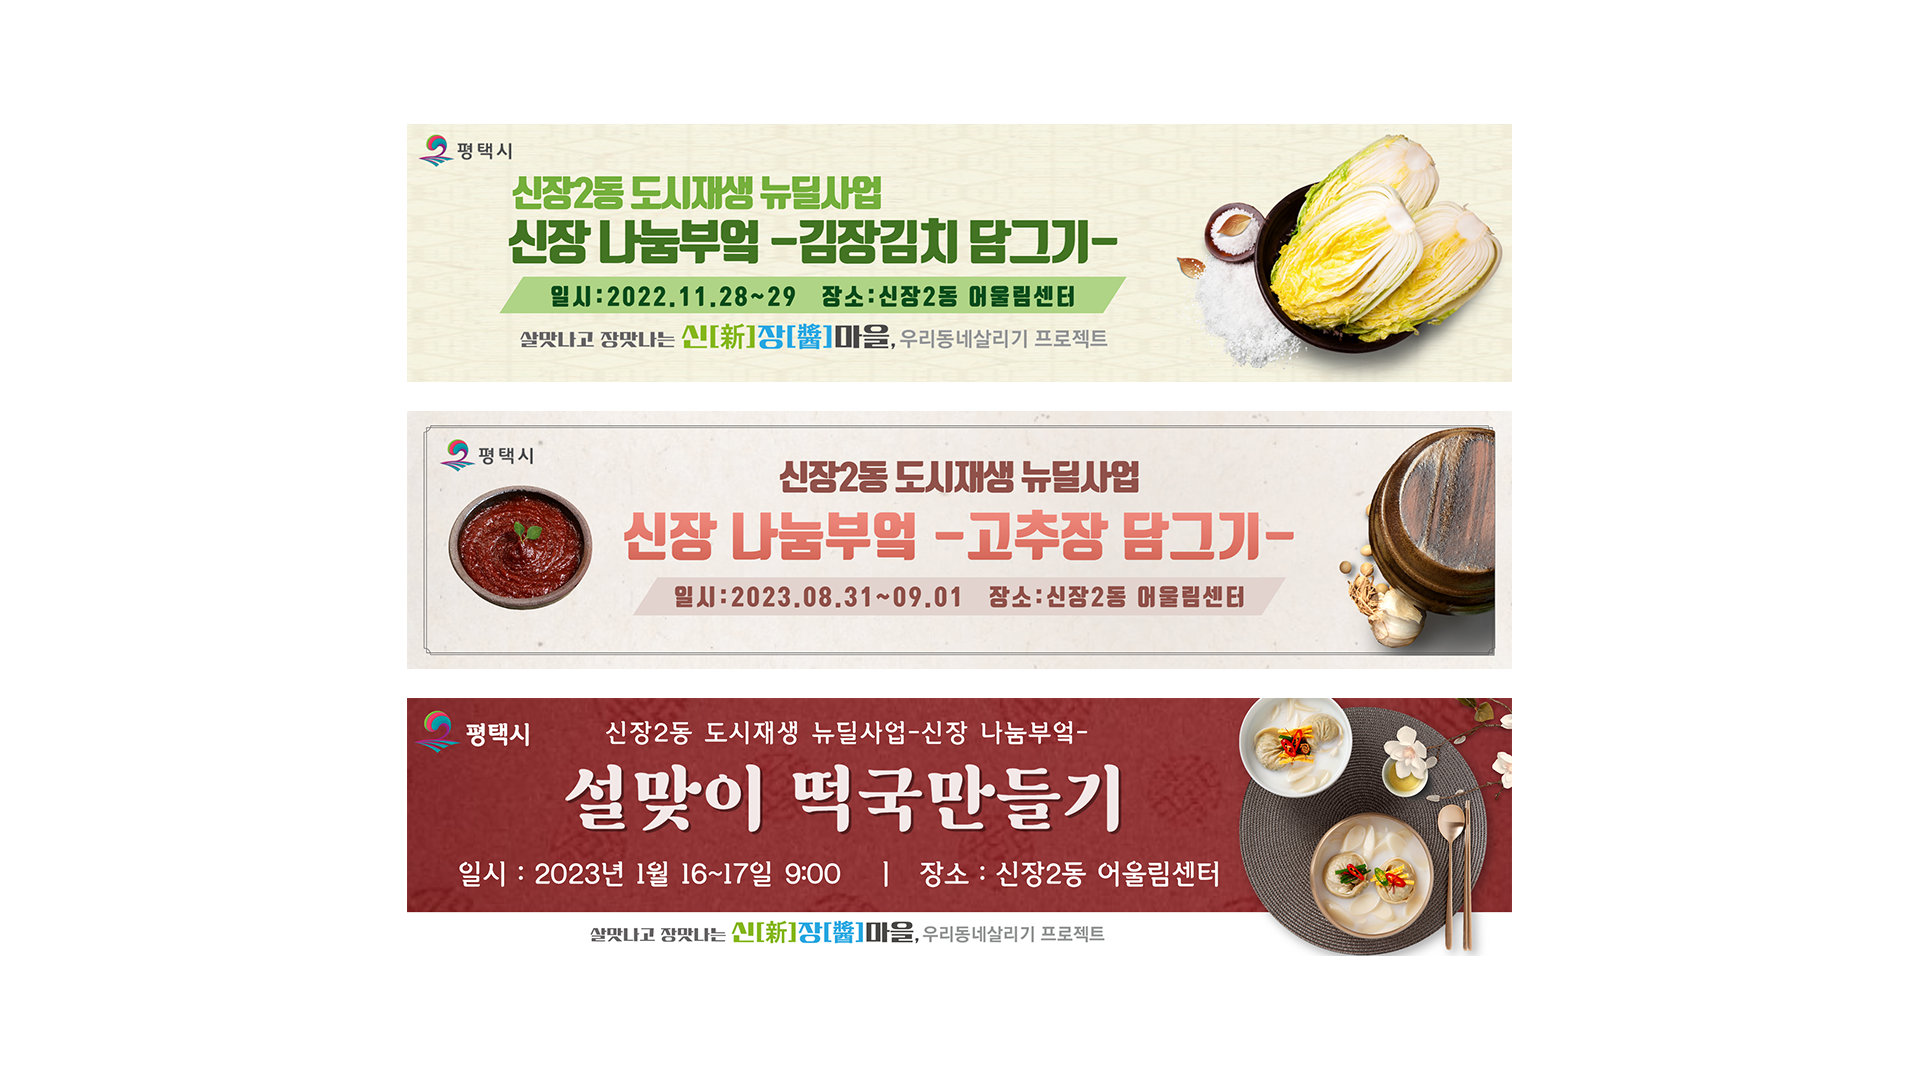 평택시
신장2동 도시재생 뉴딜사업
신장 나눔부엌 -김장김치 담그기-
일시:2022.11.28~29 장소:신장2동 어울림센터
살맛나고 장맛나는 신[新]장[醬]마을, 우리동네살리기 프로젝트
평택시
신장2동 도시재생 뉴딜사업
신장 나눔부엌 -고추장 담그기-
일시:2023.08.31~09.01 장소:신장2동 어울림센터
평택시
신장2동 도시재생 뉴딜사업-신장 나눔부엌-
설맞이 떡국만들기
일시 : 2023년 1월 16~17일 9:00 | 장소 : 신장2동 어울림센터
살맛나고 장맛나는 신[新]장[醬]마을, 우리동네살리기 프로젝트